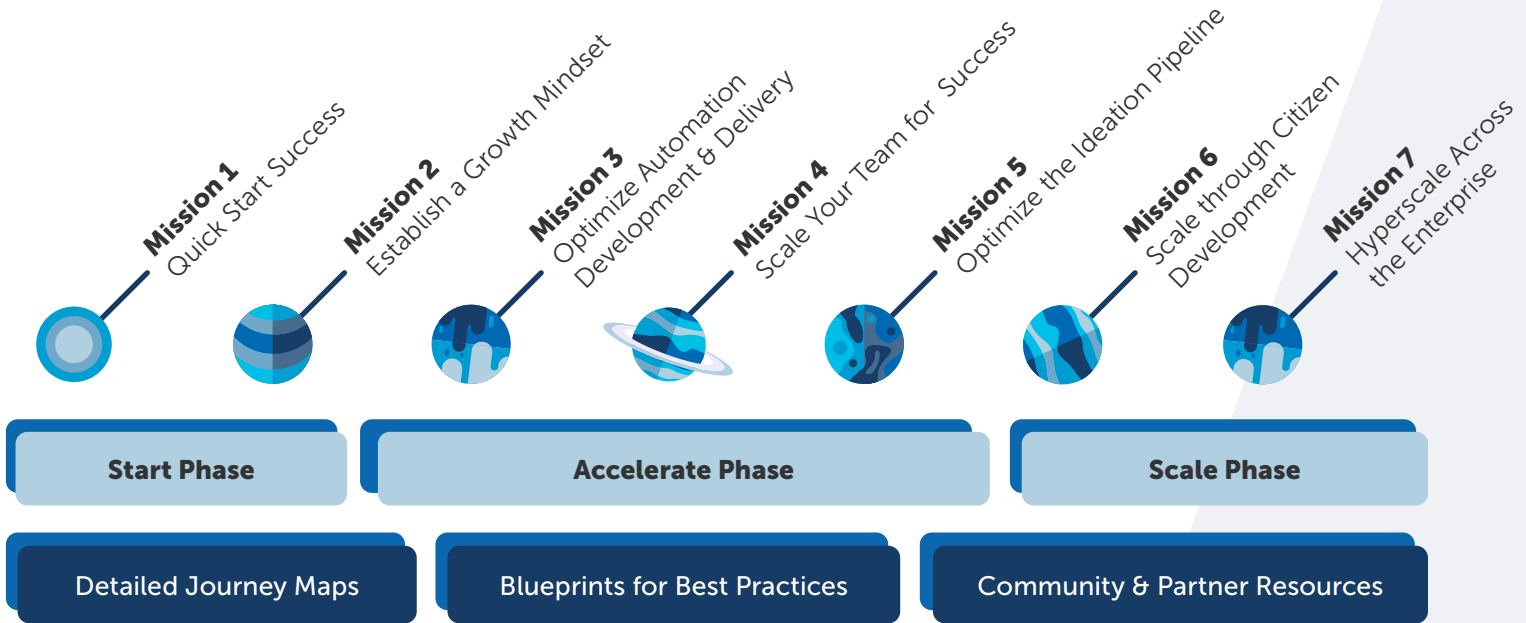 Mission 1
Quick Start Success
Mission 2
Establish a Growth Mindset
Mission 3
Optimize Automation
Development & Delivery
Mission 4
Scale Your Team for Success
Mission 5
Optimize the Ideation Pipeline
Mission 6
Scale through Citizen
Development
Mission 7
Hyperscale Across
the Enterprise
Start Phase
Accelerate Phase
Scale Phase
Detailed Journey Maps
Blueprints for Best Practices
Community & Partner Resources